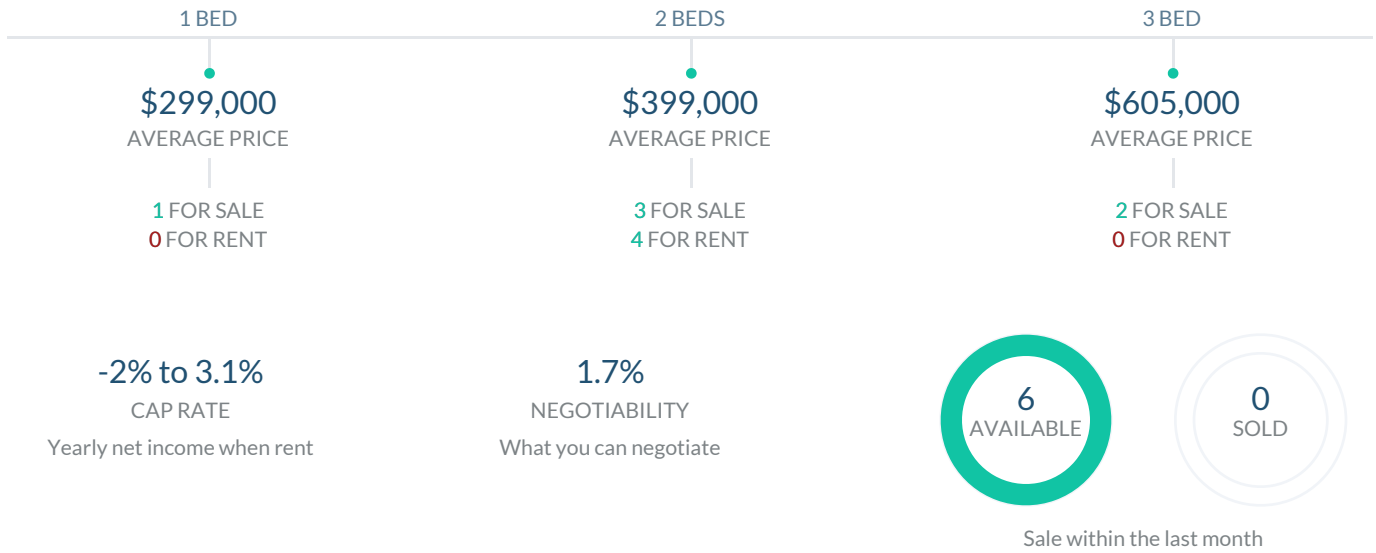 1 BED
2 BEDS
3 BED
$299,000
AVERAGE PRICE
1 FOR SALE
0 FOR RENT
$399,000
AVERAGE PRICE
3 FOR SALE
4 FOR RENT
$605,000
AVERAGE PRICE
2 FOR SALE
0 FOR RENT
-2% to 3.1%
CAP RATE
Yearly net income when rent
1.7%
NEGOTIABILITY
What you can negotiate
6
AVAILABLE
0
SOLD
Sale within the last month